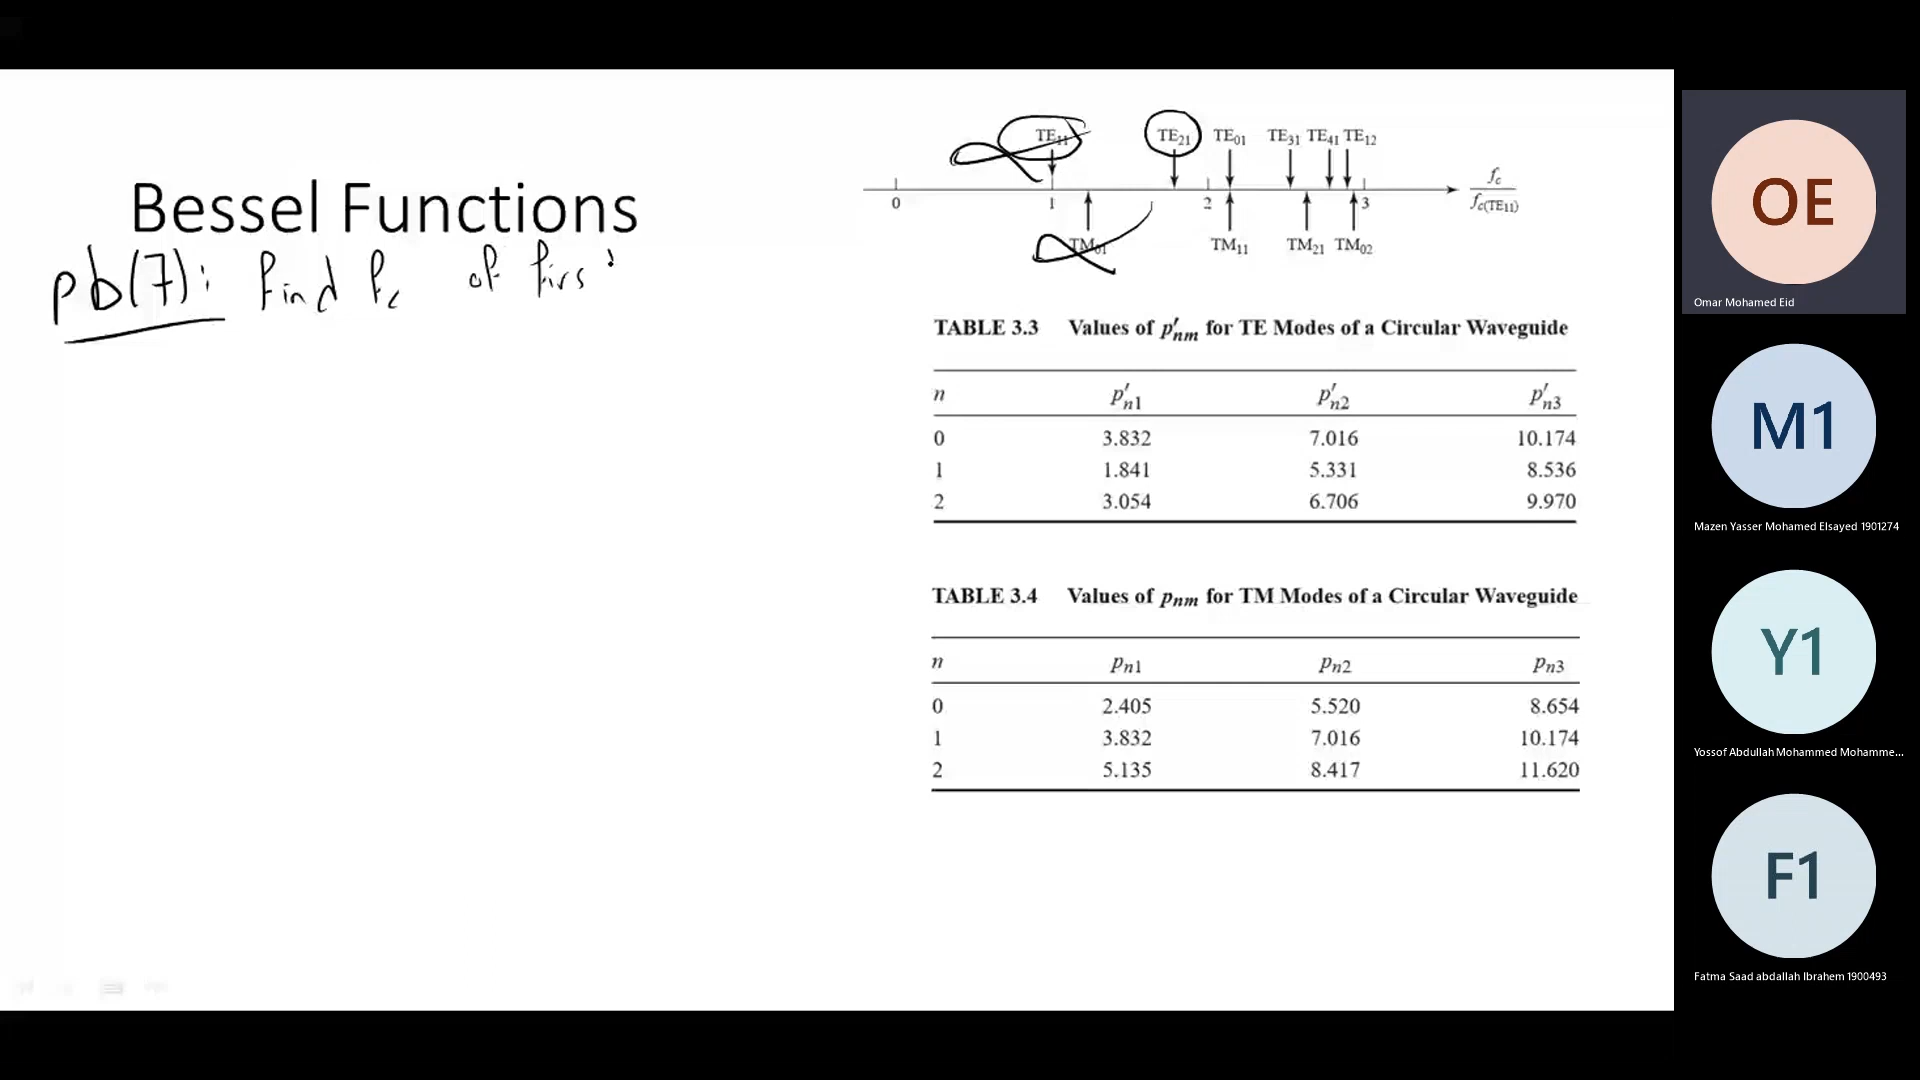 TE11 TE21 TE01 TE31 TE41 TE12
0 1 2 3 fc / fc(TE11)
TM01 TM11 TM21 TM02
Bessel Functions
pb(7): find fc of firs
TABLE 3.3 Values of p′nm for TE Modes of a Circular Waveguide
n p′n1 p′n2 p′n3
0 3.832 7.016 10.174
1 1.841 5.331 8.536
2 3.054 6.706 9.970
TABLE 3.4 Values of pnm for TM Modes of a Circular Waveguide
n pn1 pn2 pn3
0 2.405 5.520 8.654
1 3.832 7.016 10.174
2 5.135 8.417 11.620
OE
Omar Mohamed Eid
M1
Mazen Yasser Mohamed Elsayed 1901274
Y1
Yossof Abdullah Mohammed Mohamme...
F1
Fatma Saad abdallah Ibrahem 1900493